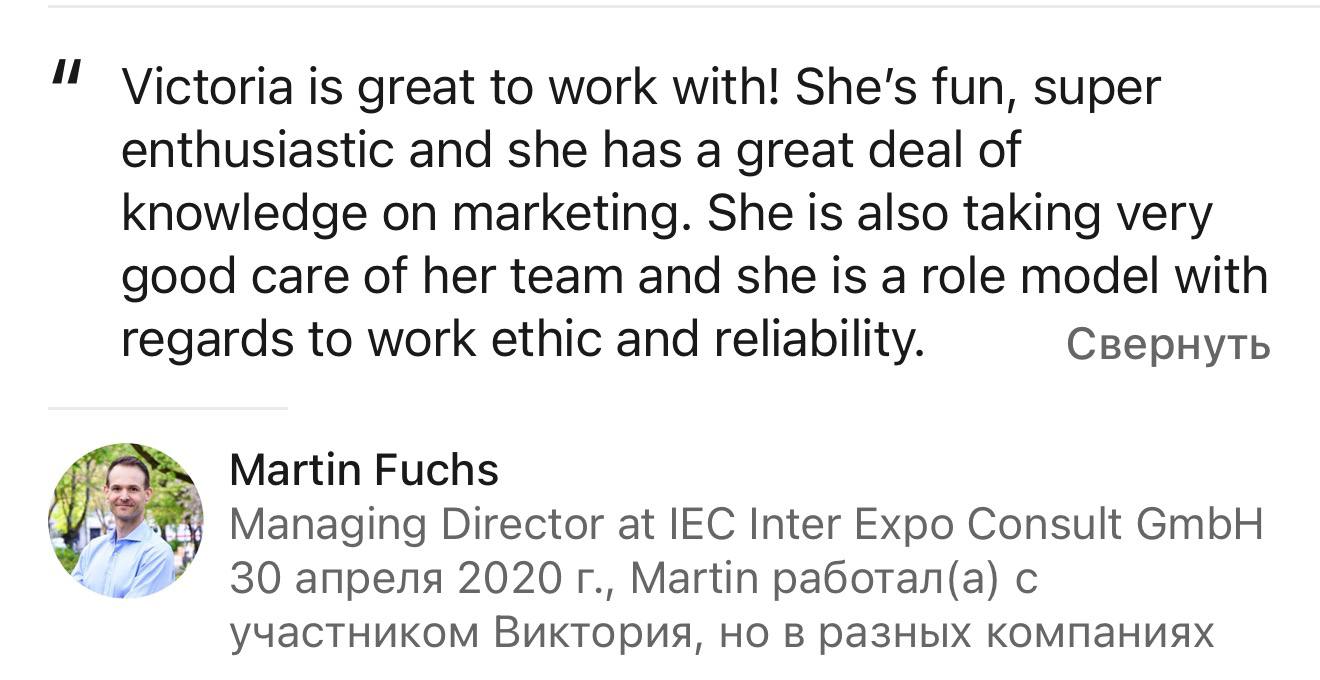 " Victoria is great to work with! She’s fun, super
enthusiastic and she has a great deal of
knowledge on marketing. She is also taking very
good care of her team and she is a role model with
regards to work ethic and reliability. Свернуть
Martin Fuchs
Managing Director at IEC Inter Expo Consult GmbH
30 апреля 2020 г., Martin работал(а) с
участником Виктория, но в разных компаниях